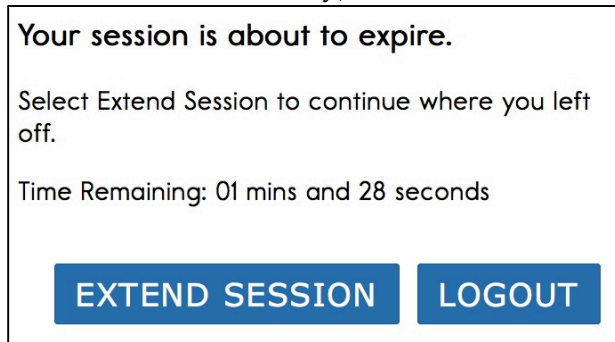 Your session is about to expire.
Select Extend Session to continue where you left
off.
Time Remaining: 01 mins and 28 seconds
EXTEND SESSION LOGOUT